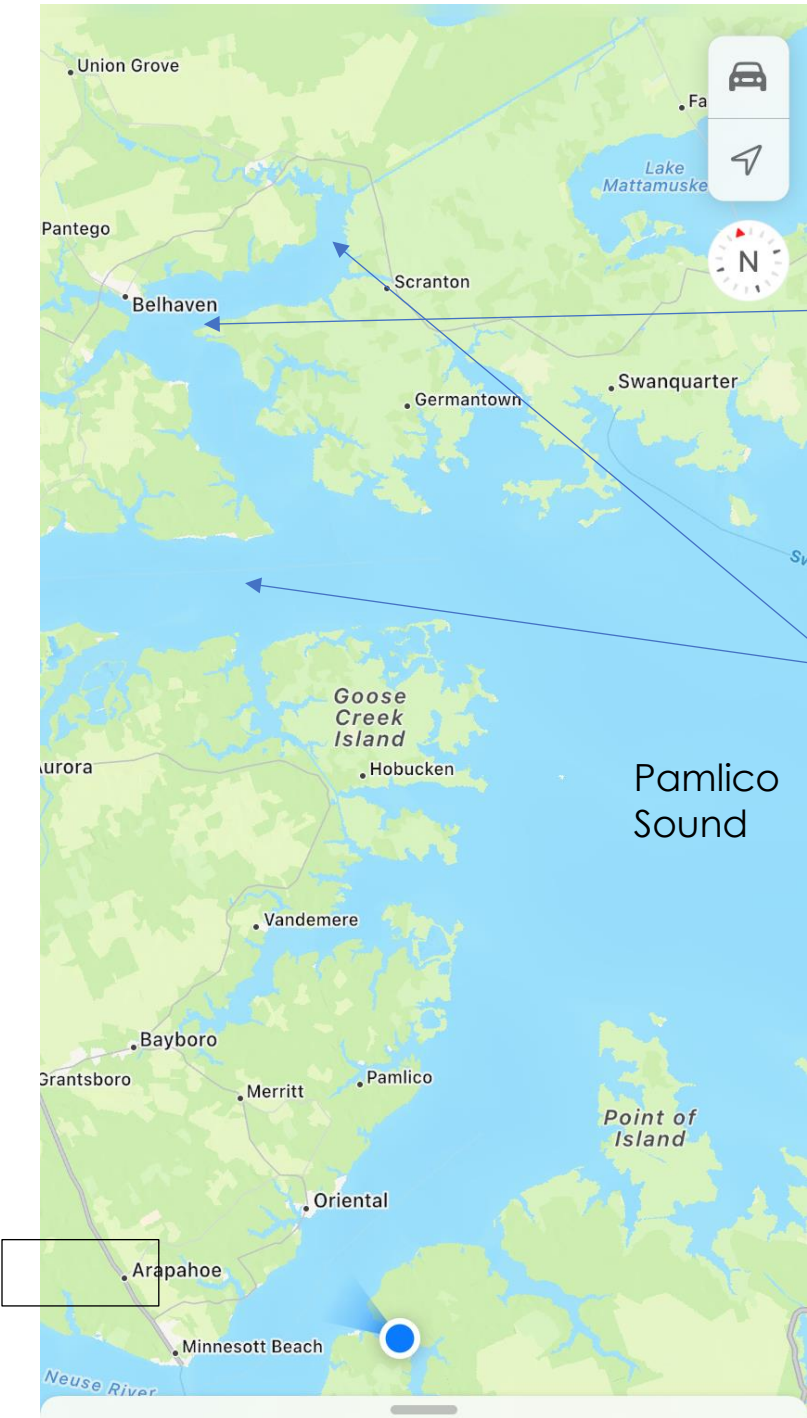 Union Grove
Fa
Lake
Mattamuske
Pantego
N
Scranton
Belhaven
Swanquarter
Germantown
Sw
Goose
Creek
Island
urora
Hobucken
Pamlico
Sound
Vandemere
Bayboro
Grantsboro
Pamlico
Merritt
Point of
Island
Oriental
Arapahoe
Minnesott Beach
Neuse River